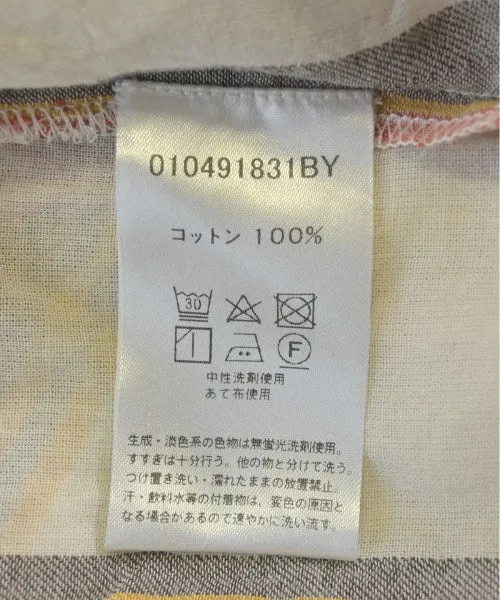 010491831BY
コットン 100%
30
F
中性洗剤使用
あて布使用
生成・淡色系の色物は無蛍光洗剤使用。
すすぎは十分行う。他の物と分けて洗う。
つけ置き洗い・濡れたままの放置禁止。
汗・飲料水等の付着物は、変色の原因と
なる場合があるので速やかに洗い流す。